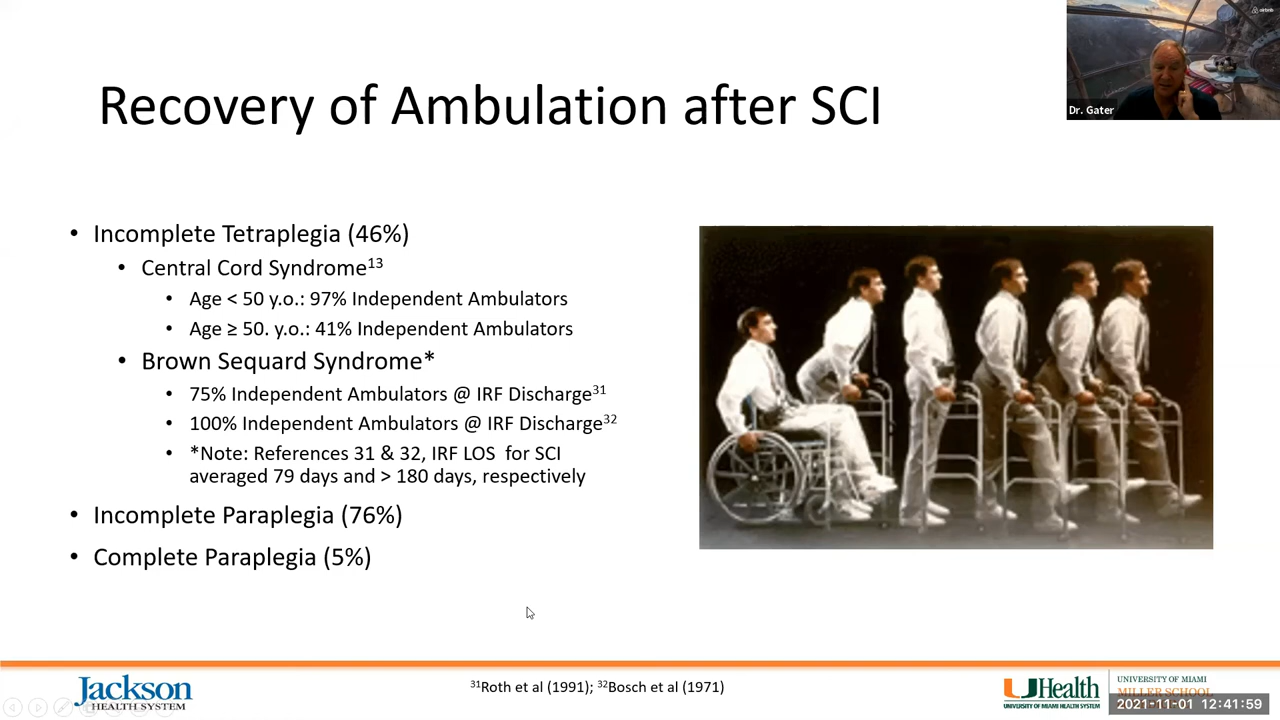 airbnb
Dr. Gater
Recovery of Ambulation after SCI
• Incomplete Tetraplegia (46%)
• Central Cord Syndrome13
• Age < 50 y.o.: 97% Independent Ambulators
• Age ≥ 50. y.o.: 41% Independent Ambulators
• Brown Sequard Syndrome*
• 75% Independent Ambulators @ IRF Discharge31
• 100% Independent Ambulators @ IRF Discharge32
• *Note: References 31 & 32, IRF LOS for SCI
averaged 79 days and > 180 days, respectively
• Incomplete Paraplegia (76%)
• Complete Paraplegia (5%)
Jackson
HEALTH SYSTEM
31Roth et al (1991); 32Bosch et al (1971)
UHealth
UNIVERSITY OF MIAMI HEALTH SYSTEM
UNIVERSITY OF MIAMI
MILLER SCHOOL
2021-11-01 12:41:59